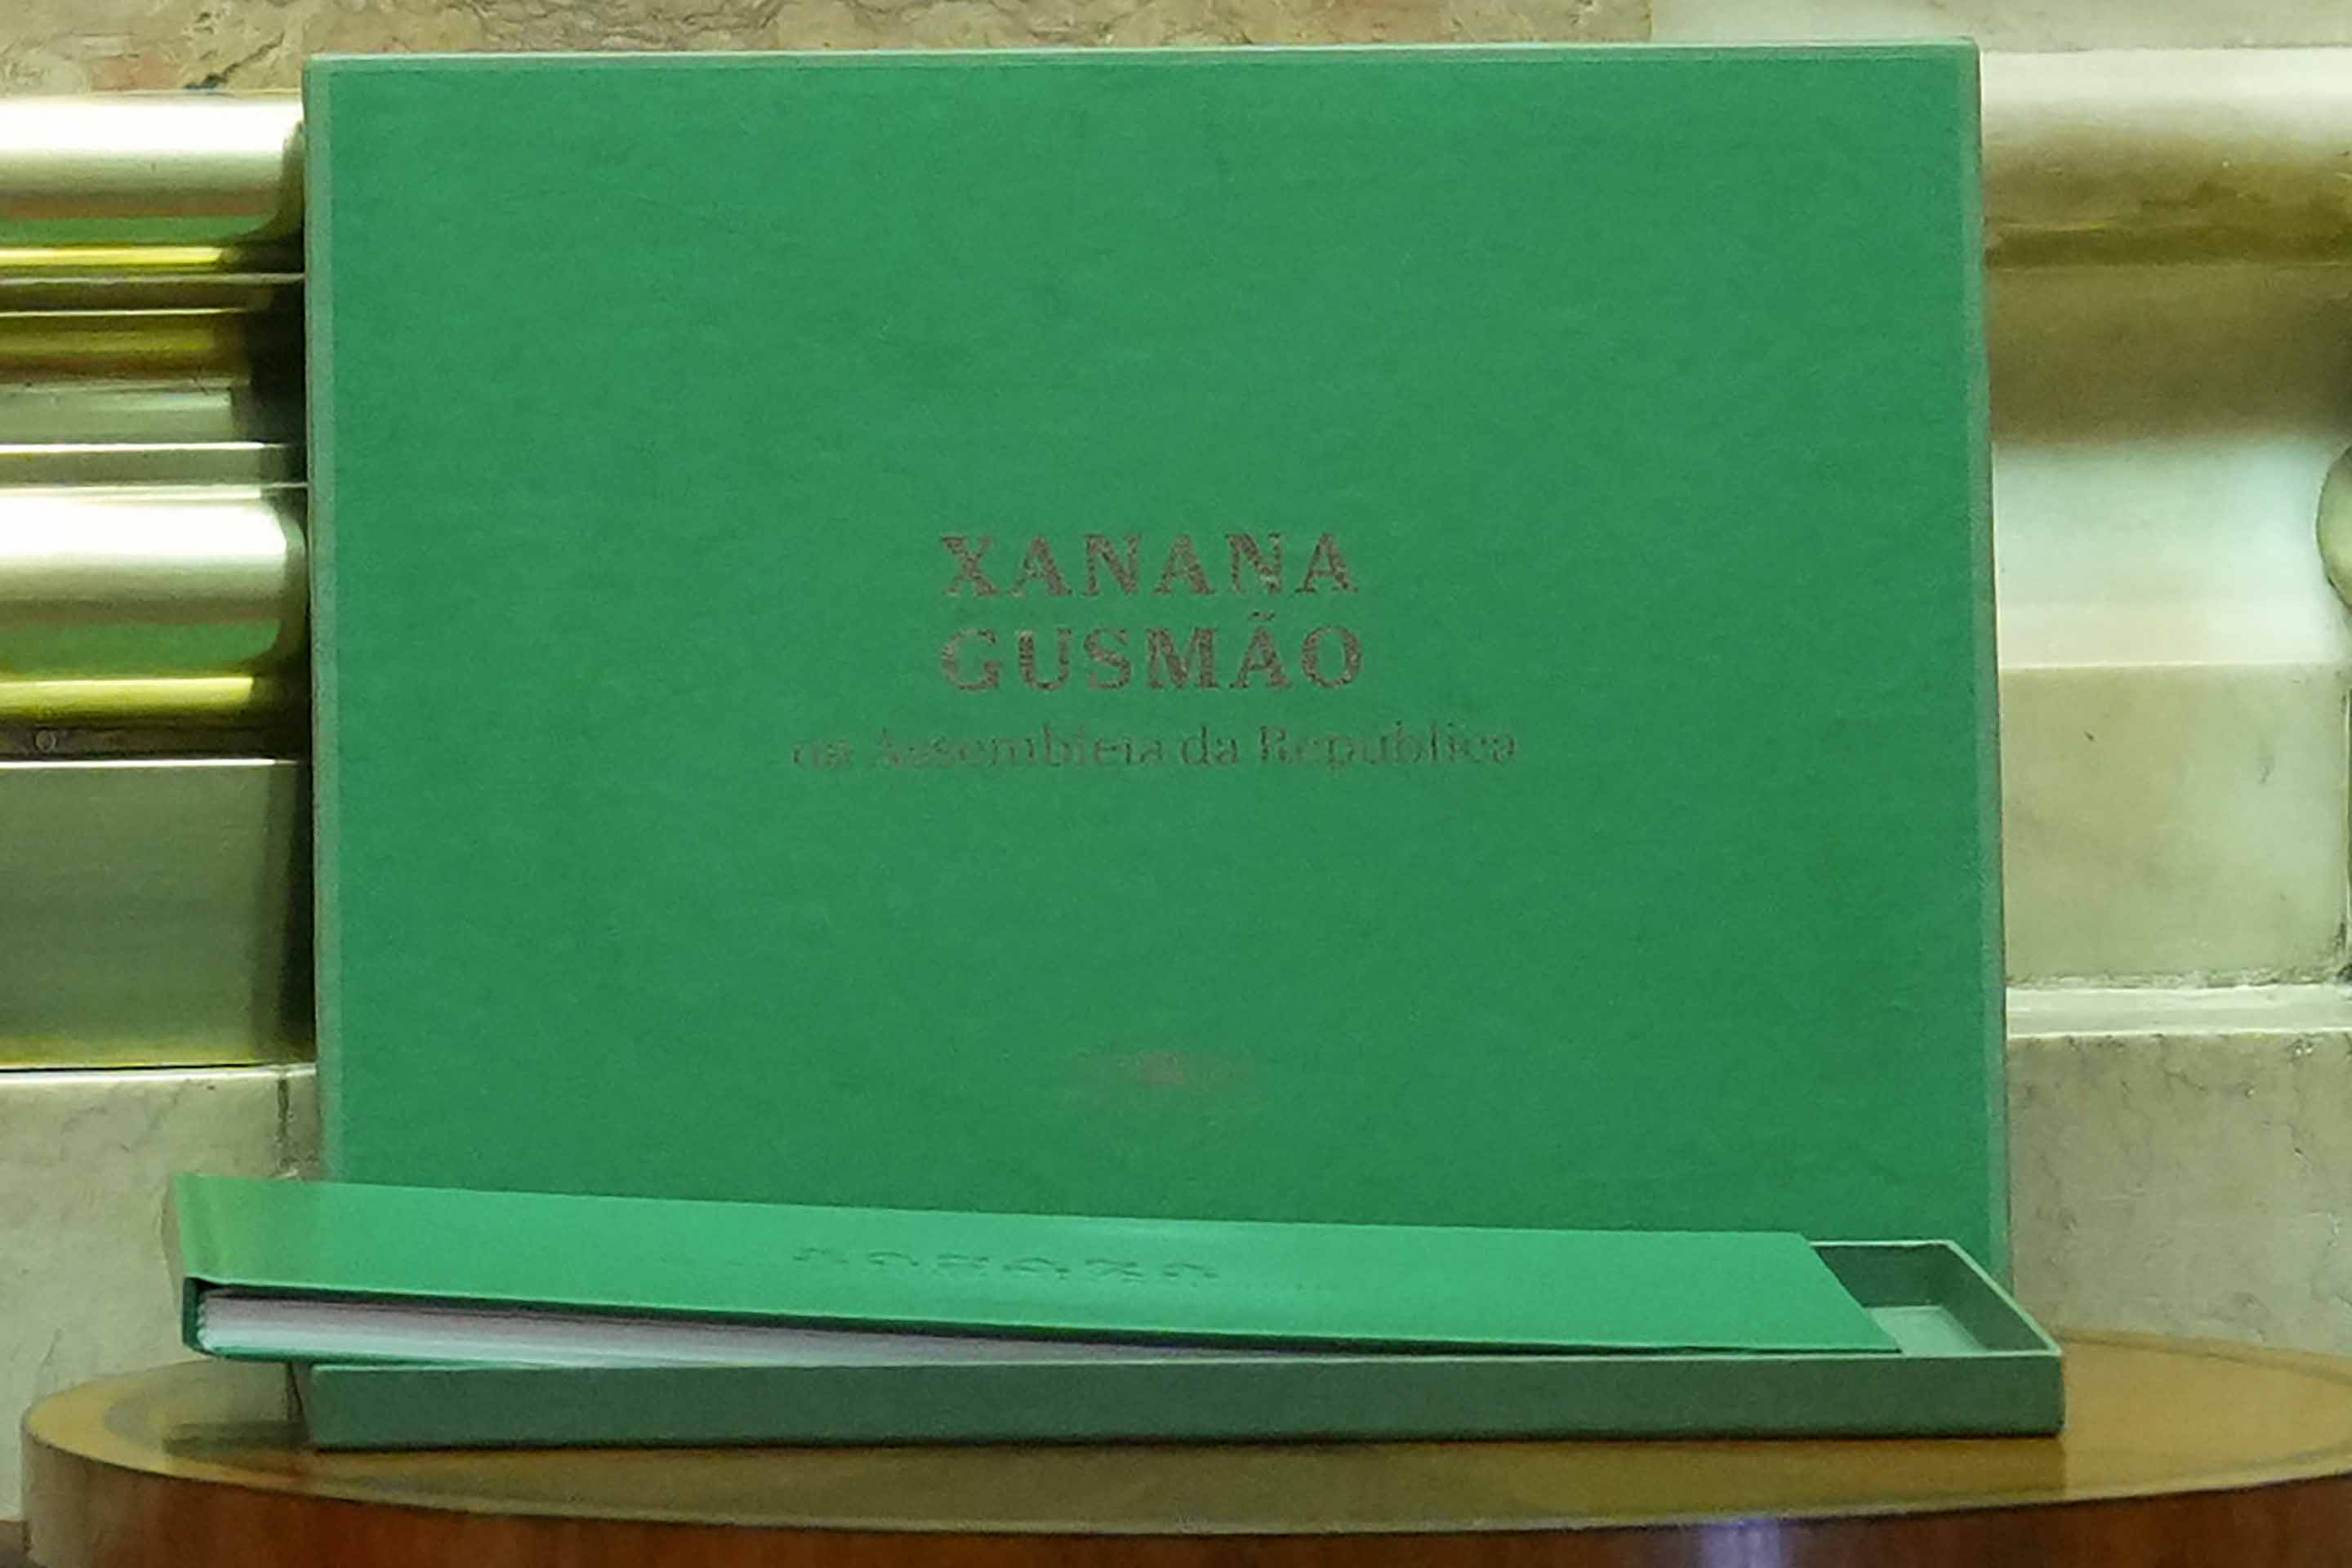 XANANA
GUSMÃO
na Assembleia da República